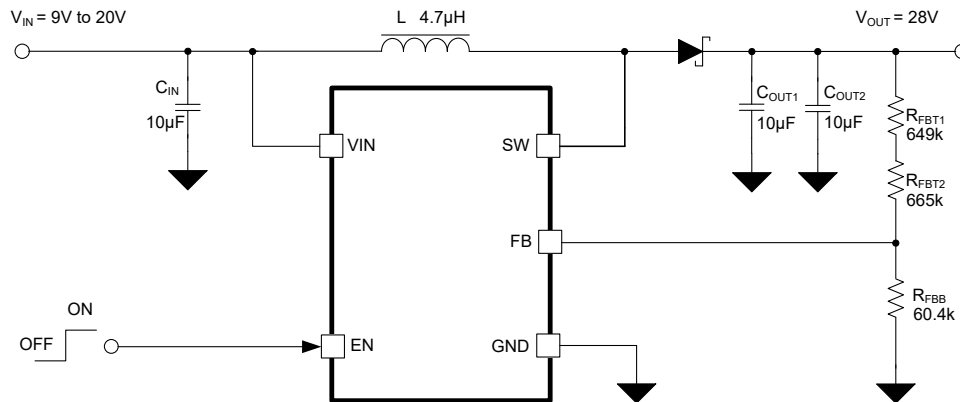 V_IN = 9V to 20V
L 4.7µH
V_OUT = 28V
C_IN
10µF
C_OUT1
10µF
C_OUT2
10µF
R_FBT1
649k
R_FBT2
665k
VIN
SW
FB
R_FBB
60.4k
ON
OFF
EN
GND